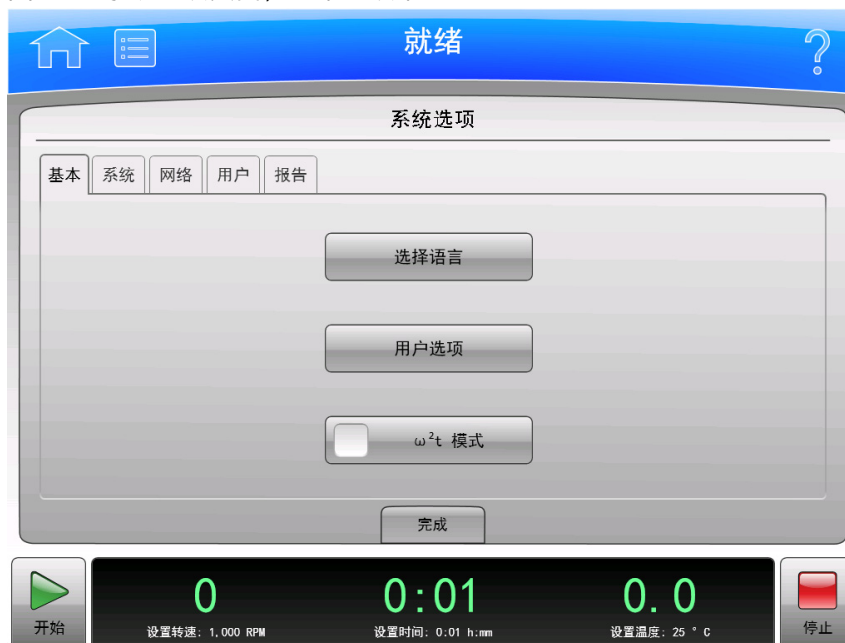 就绪
?
系统选项
基本 系统 网络 用户 报告
选择语言
用户选项
ω²t 模式
完成
0 0:01 0.0
开始 设置转速: 1,000 RPM 设置时间: 0:01 h:mm 设置温度: 25 °C 停止